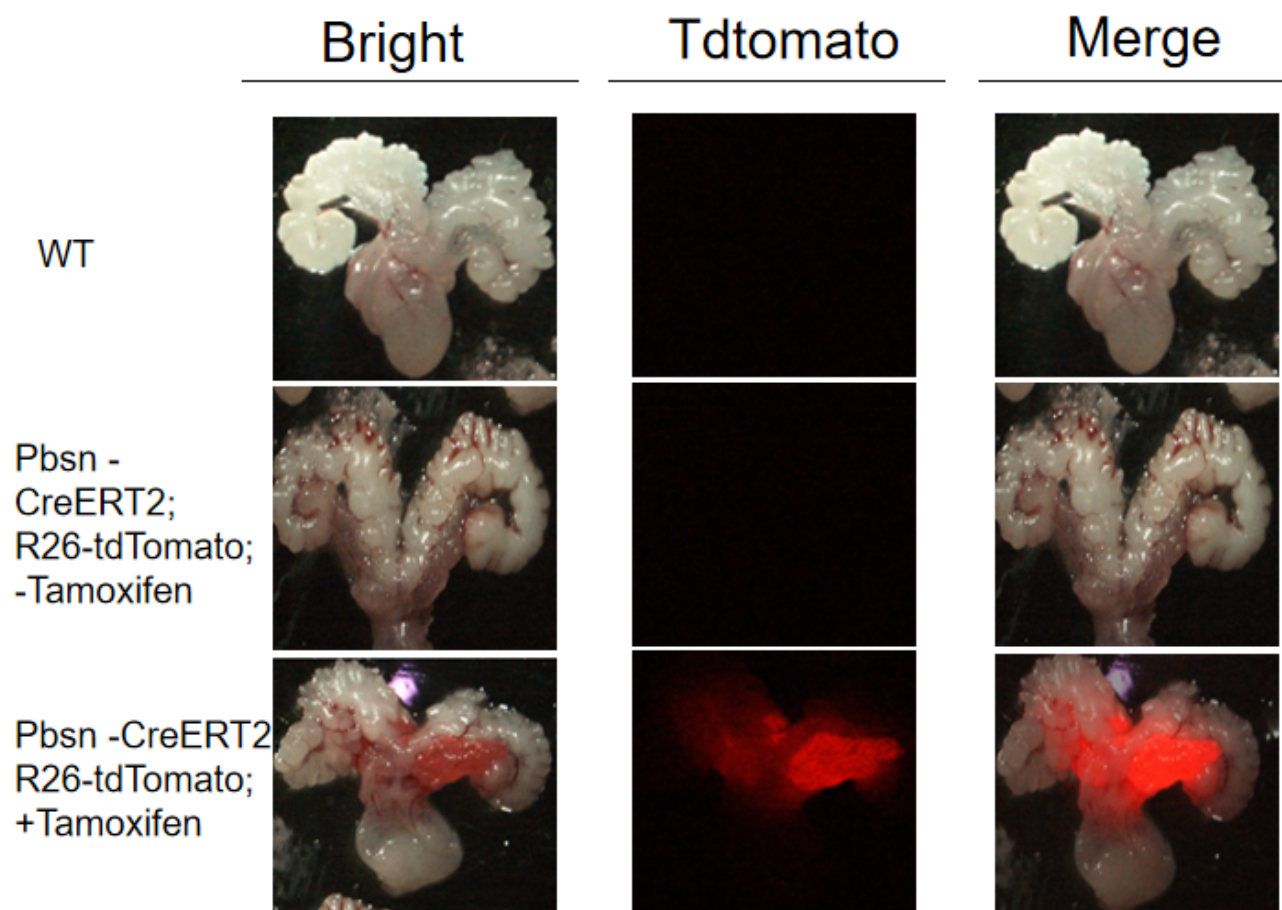 Bright Tdtomato Merge
WT
Pbsn -
CreERT2;
R26-tdTomato;
-Tamoxifen
Pbsn -CreERT2
R26-tdTomato;
+Tamoxifen